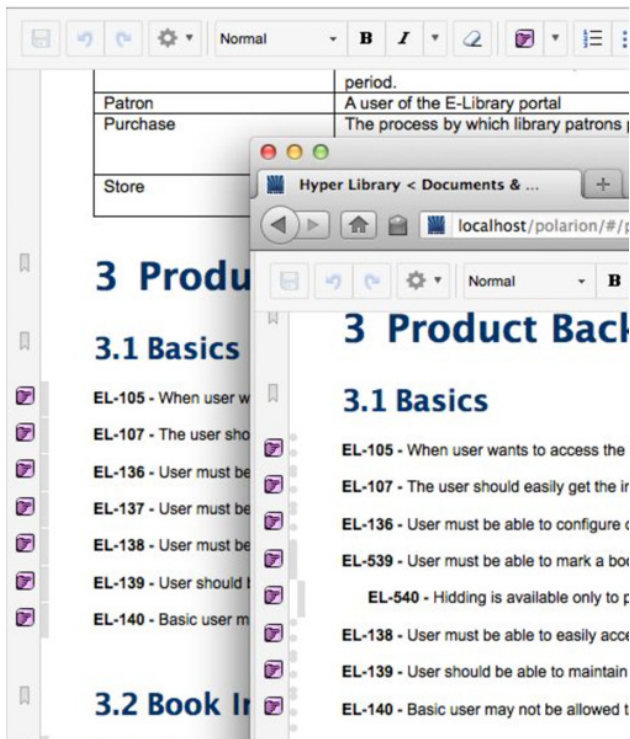 Normal
B
I
period.
Patron
A user of the E-Library portal
Purchase
The process by which library patrons
Store
3 Produ
3.1 Basics
EL-105 - When user w
EL-107 - The user sho
EL-136 - User must be
EL-137 - User must be
EL-138 - User must be
EL-139 - User should
EL-140 - Basic user m
3.2 Book In
Hyper Library < Documents & ...
localhost/polarion/#/p
Normal
B
3 Product Back
3.1 Basics
EL-105 - When user wants to access the
EL-107 - The user should easily get the in
EL-136 - User must be able to configure
EL-539 - User must be able to mark a boo
EL-540 - Hidding is available only to p
EL-138 - User must be able to easily acce
EL-139 - User should be able to maintain
EL-140 - Basic user may not be allowed t